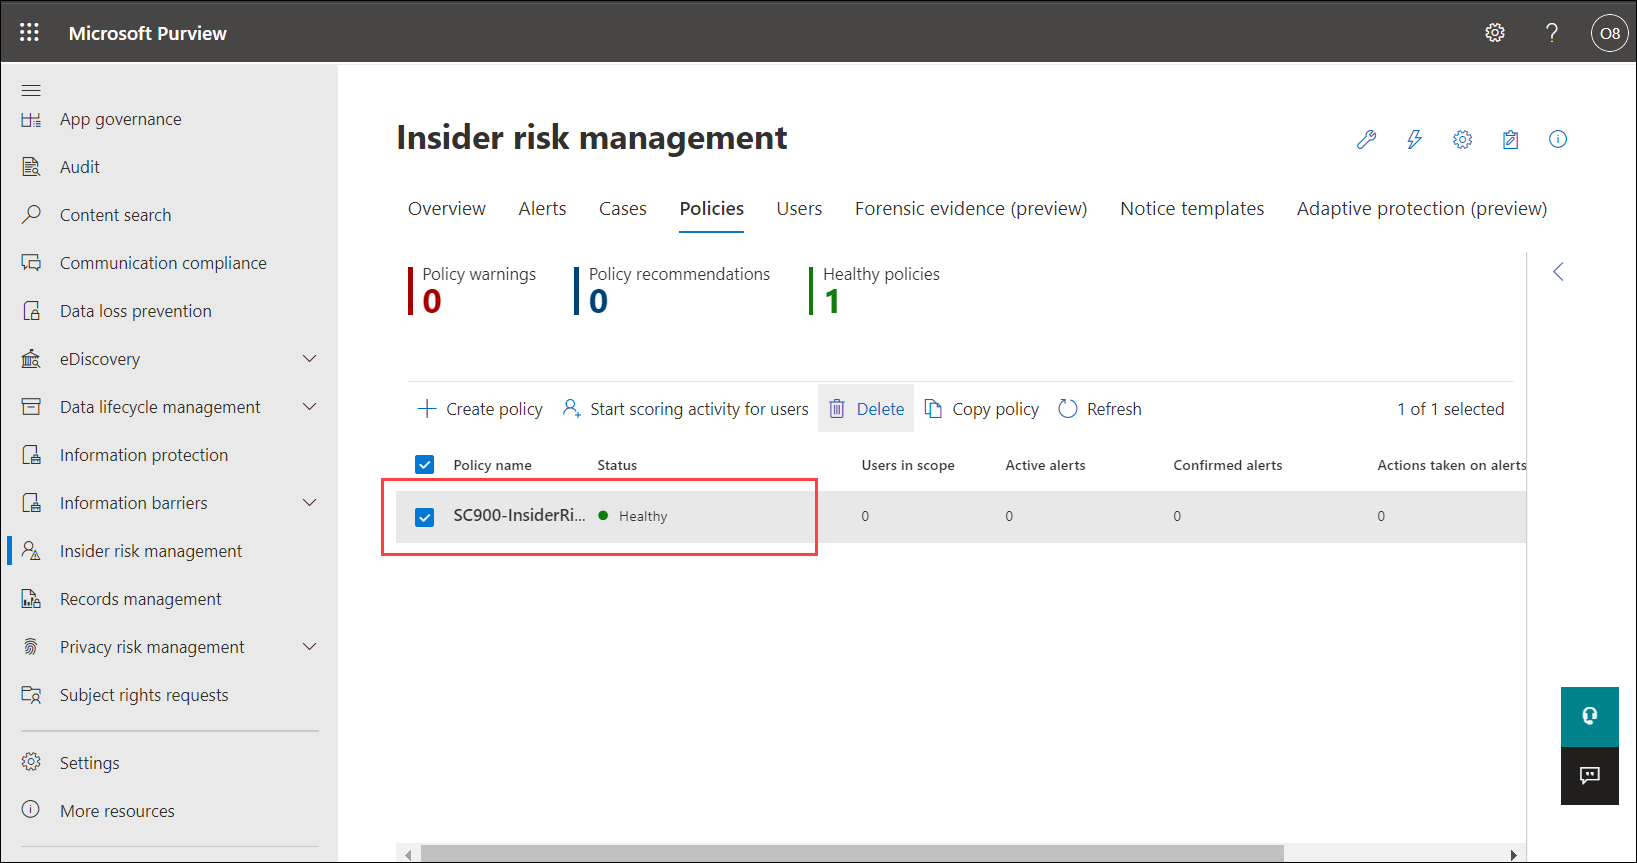 Microsoft Purview
O8
App governance
Audit
Content search
Communication compliance
Data loss prevention
eDiscovery
Data lifecycle management
Information protection
Information barriers
Insider risk management
Records management
Privacy risk management
Subject rights requests
Settings
More resources
Insider risk management
Overview Alerts Cases Policies Users Forensic evidence (preview) Notice templates Adaptive protection (preview)
Policy warnings Policy recommendations Healthy policies
0 0 1
Create policy Start scoring activity for users Delete Copy policy Refresh 1 of 1 selected
Policy name Status Users in scope Active alerts Confirmed alerts Actions taken on alerts
SC900-InsiderRi... Healthy 0 0 0 0